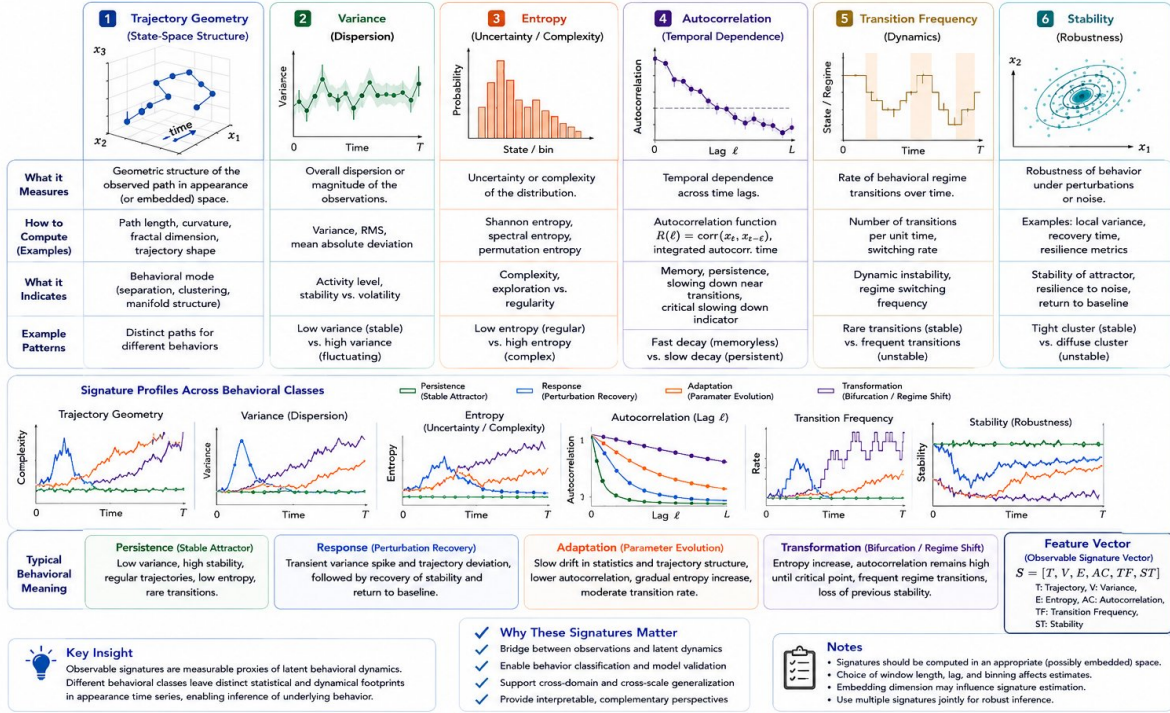 1 Trajectory Geometry
(State-Space Structure)
x3
x2
x1
time
2 Variance
(Dispersion)
Variance
Time
T
3 Entropy
(Uncertainty / Complexity)
Probability
State / bin
4 Autocorrelation
(Temporal Dependence)
Autocorrelation
0
Lag ℓ
L
5 Transition Frequency
(Dynamics)
State / Regime
0
Time
T
6 Stability
(Robustness)
x2
x1
What it
Measures
Geometric structure of the
observed path in appearance
(or embedded) space.
Overall dispersion or
magnitude of the
observations.
Uncertainty or complexity
of the distribution.
Temporal dependence
across time lags.
Rate of behavioral regime
transitions over time.
Robustness of behavior
under perturbations
or noise.
How to
Compute
(Examples)
Path length, curvature,
fractal dimension,
trajectory shape
Variance, RMS,
mean absolute deviation
Shannon entropy,
spectral entropy,
permutation entropy
Autocorrelation function
R(ℓ) = corr(xt, xt−ℓ),
integrated autocorr. time
Number of transitions
per unit time,
switching rate
Examples: local variance,
recovery time,
resilience metrics
What it
Indicates
Behavioral mode
(separation, clustering,
manifold structure)
Activity level,
stability vs. volatility
Complexity,
exploration vs.
regularity
Memory, persistence,
slowing down near
transitions,
critical slowing down
indicator
Dynamic instability,
regime switching
frequency
Stability of attractor,
resilience to noise,
return to baseline
Example
Patterns
Distinct paths for
different behaviors
Low variance (stable)
vs. high variance
(fluctuating)
Low entropy (regular)
vs. high entropy
(complex)
Fast decay (memoryless)
vs. slow decay (persistent)
Rare transitions (stable)
vs. frequent transitions
(unstable)
Tight cluster (stable)
vs. diffuse cluster
(unstable)
Signature Profiles Across Behavioral Classes
Persistence
(Stable Attractor)
Response
(Perturbation Recovery)
Adaptation
(Paramater Evolution)
Transformation
(Bifurcation / Regime Shift)
Trajectory Geometry
Complexity
0
Time
T
Variance (Dispersion)
Variance
0
Time
T
Entropy
(Uncertainty / Complexity)
Entropy
0
Time
T
Autocorrelation (Lag ℓ)
Autocorrelation
1
0
Lag ℓ
L
Transition Frequency
Rate
0
Time
T
Stability (Robustness)
Stability
0
Time
T
Typical
Behavioral
Meaning
Persistence (Stable Attractor)
Low variance, high stability,
regular trajectories, low entropy,
rare transitions.
Response (Perturbation Recovery)
Transient variance spike and trajectory deviation,
followed by recovery of stability and
return to baseline.
Adaptation (Parameter Evolution)
Slow drift in statistics and trajectory structure,
lower autocorrelation, gradual entropy increase,
moderate transition rate.
Transformation (Bifurcation / Regime Shift)
Entropy increase, autocorrelation remains high
until critical point, frequent regime transitions,
loss of previous stability.
Feature Vector
(Observable Signature Vector)
S = [T, V, E, AC, TF, ST]
T: Trajectory, V: Variance,
E: Entropy, AC: Autocorrelation,
TF: Transition Frequency,
ST: Stability
Key Insight
Observable signatures are measurable proxies of latent behavioral dynamics.
Different behavioral classes leave distinct statistical and dynamical footprints
in appearance time series, enabling inference of underlying behavior.
Why These Signatures Matter
Bridge between observations and latent dynamics
Enable behavior classification and model validation
Support cross-domain and cross-scale generalization
Provide interpretable, complementary perspectives
Notes
• Signatures should be computed in an appropriate (possibly embedded) space.
• Choice of window length, lag, and binning affects estimates.
• Embedding dimension may influence signature estimation.
• Use multiple signatures jointly for robust inference.